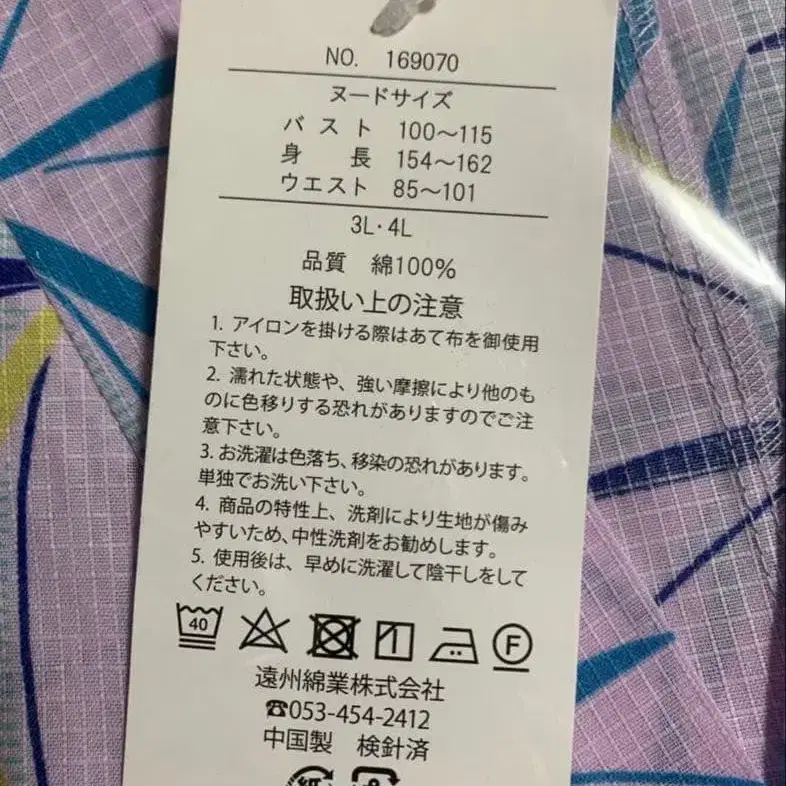 NO. 169070
ヌードサイズ
バスト 100～115
身長 154～162
ウエスト 85～101
3L・4L
品質 綿100%
取扱い上の注意
1. アイロンを掛ける際はあて布を御使用
下さい。
2. 濡れた状態や、強い摩擦により他のも
のに色移りする恐れがありますのでご注
意下さい。
3. お洗濯は色落ち、移染の恐れがあります。
単独でお洗い下さい。
4. 商品の特性上、洗剤により生地が傷み
やすいため、中性洗剤をお勧めします。
5. 使用後は、早めに洗濯して陰干しをして
ください。
40 F
遠州綿業株式会社
☎053-454-2412
中国製 検針済
紙